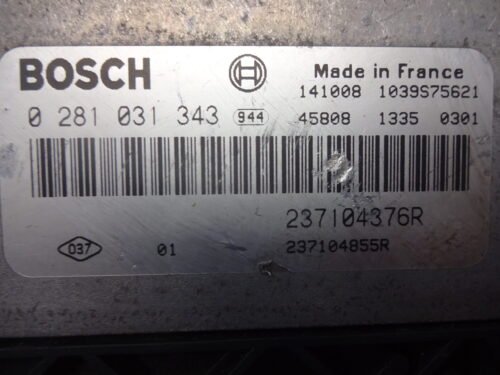 BOSCH
Made in France
141008 1039S75621
0 281 031 343 944 45808 1335 0301
237104376R
037 01 237104855R